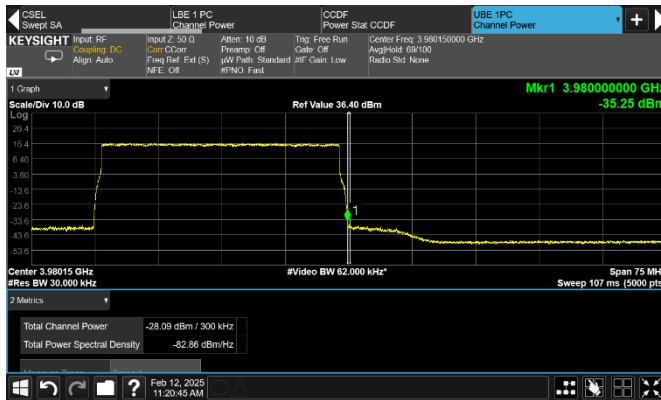 CSEL
Swept SA
LBE 1 PC
Channel Power
CCDF
Power Stat CCDF
UBE 1PC
Channel Power
KEYSIGHT
Input: RF
Coupling: DC
Align: Auto
Input Z: 50 Ω
Corr CCorr
Freq Ref: Ext (S)
NFE: Off
Atten: 10 dB
Preamp: Off
µW Path: Standard
#PNO: Fast
Trig: Free Run
Gate: Off
#IF Gain: Low
Center Freq: 3.980150000 GHz
Avg|Hold: 69/100
Radio Std: None
1 Graph
Mkr1 3.980000000 GHz
Scale/Div 10.0 dB
Ref Value 36.40 dBm
-35.25 dBm
Log
26.4
16.4
6.40
-3.60
-13.6
-23.6
-33.6
-43.6
-53.6
1
Center 3.98015 GHz
#Video BW 62.000 kHz*
Span 75 MH
#Res BW 30.000 kHz
Sweep 107 ms (5000 pts
2 Metrics
Total Channel Power
-28.09 dBm / 300 kHz
Total Power Spectral Density
-82.86 dBm/Hz
?
Feb 12, 2025
11:20:45 AM